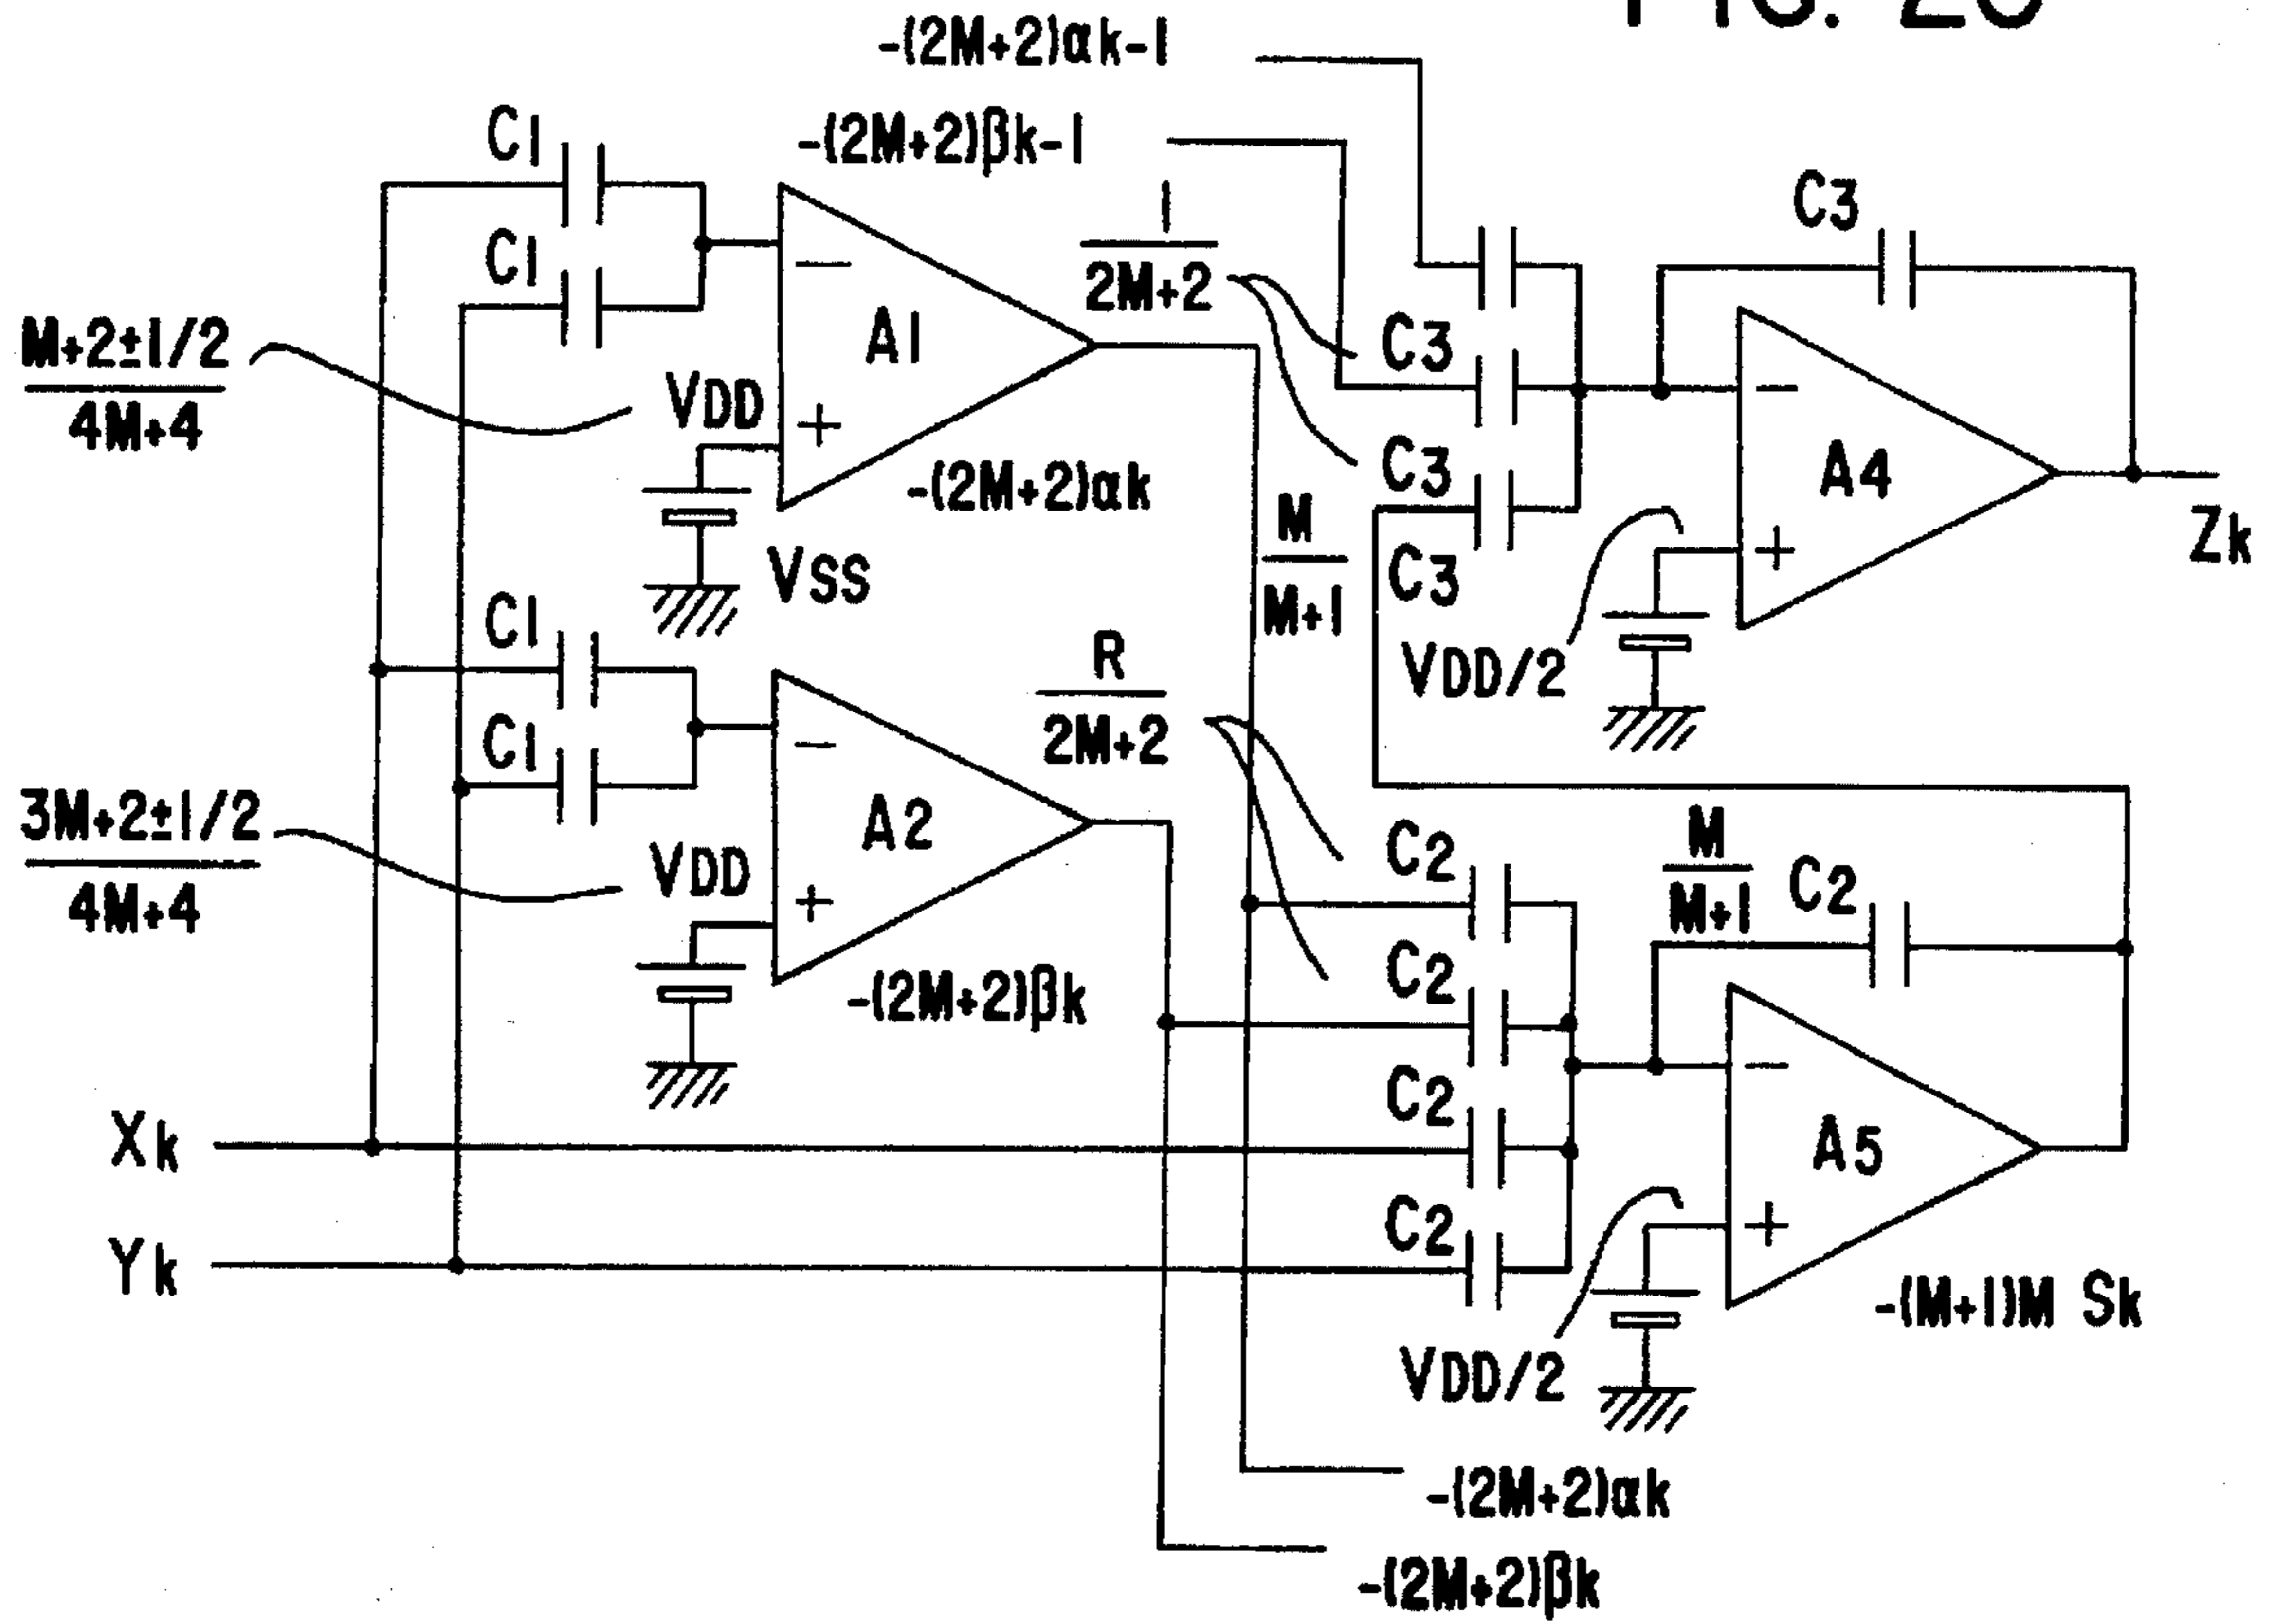 -(2M+2)αk-1
-(2M+2)βk-1
C1
C1
1
2M+2
C3
M+2±1/2
4M+4
VDD
A1
C3
C3
A4
-(2M+2)αk
M
M+1
C3
Zk
VSS
C1
C1
R
2M+2
VDD/2
3M+2±1/2
4M+4
VDD
A2
C2
M
M+1
C2
C2
-(2M+2)βk
Xk
C2
A5
Yk
C2
-(M+1)M Sk
VDD/2
-(2M+2)αk
-(2M+2)βk